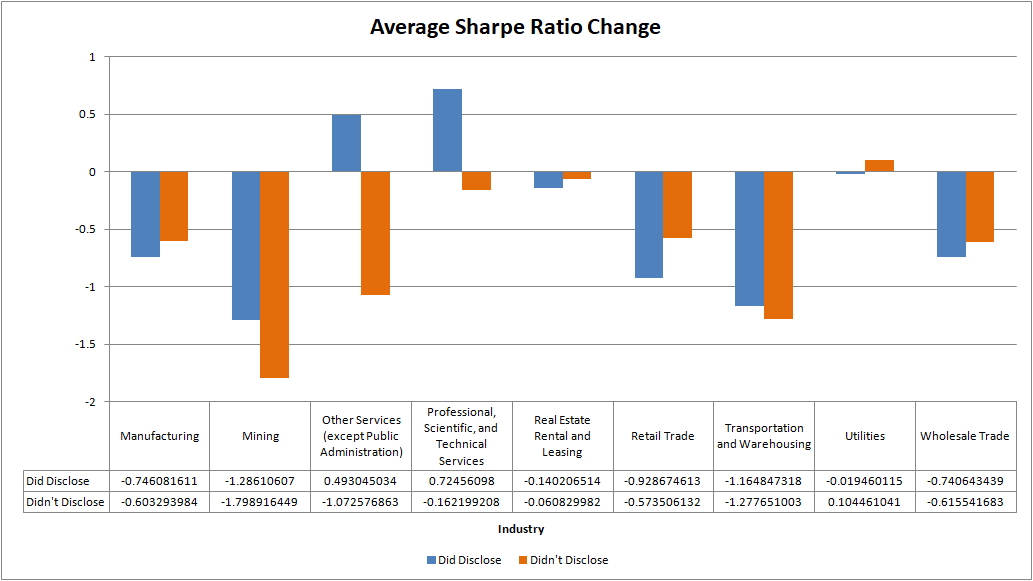 Average Sharpe Ratio Change
1
0.5
0
-0.5
-1
-1.5
-2
Manufacturing
Mining
Other Services
(except Public
Administration)
Professional,
Scientific, and
Technical
Services
Real Estate
Rental and
Leasing
Retail Trade
Transportation
and Warehousing
Utilities
Wholesale Trade
Did Disclose -0.746081611 -1.28610607 0.493045034 0.72456098 -0.140206514 -0.928674613 -1.164847318 -0.019460115 -0.740643439
Didn't Disclose -0.603293984 -1.798916449 -1.072576863 -0.162199208 -0.060829982 -0.573506132 -1.277651003 0.104461041 -0.615541683
Industry
Did Disclose Didn't Disclose